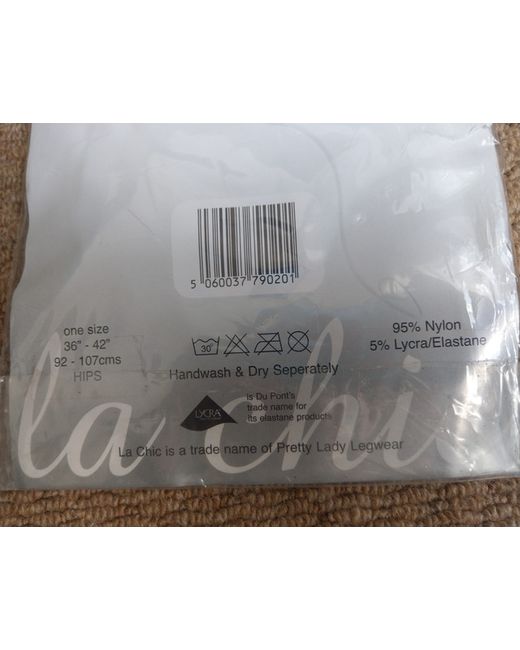 5 060037 790201
one size
36" - 42"
92 - 107cms
HIPS
30°
Handwash & Dry Seperately
95% Nylon
5% Lycra/Elastane
LYCRA
is Du Pont's
trade name for
its elastane products
la chic
La Chic is a trade name of Pretty Lady Legwear